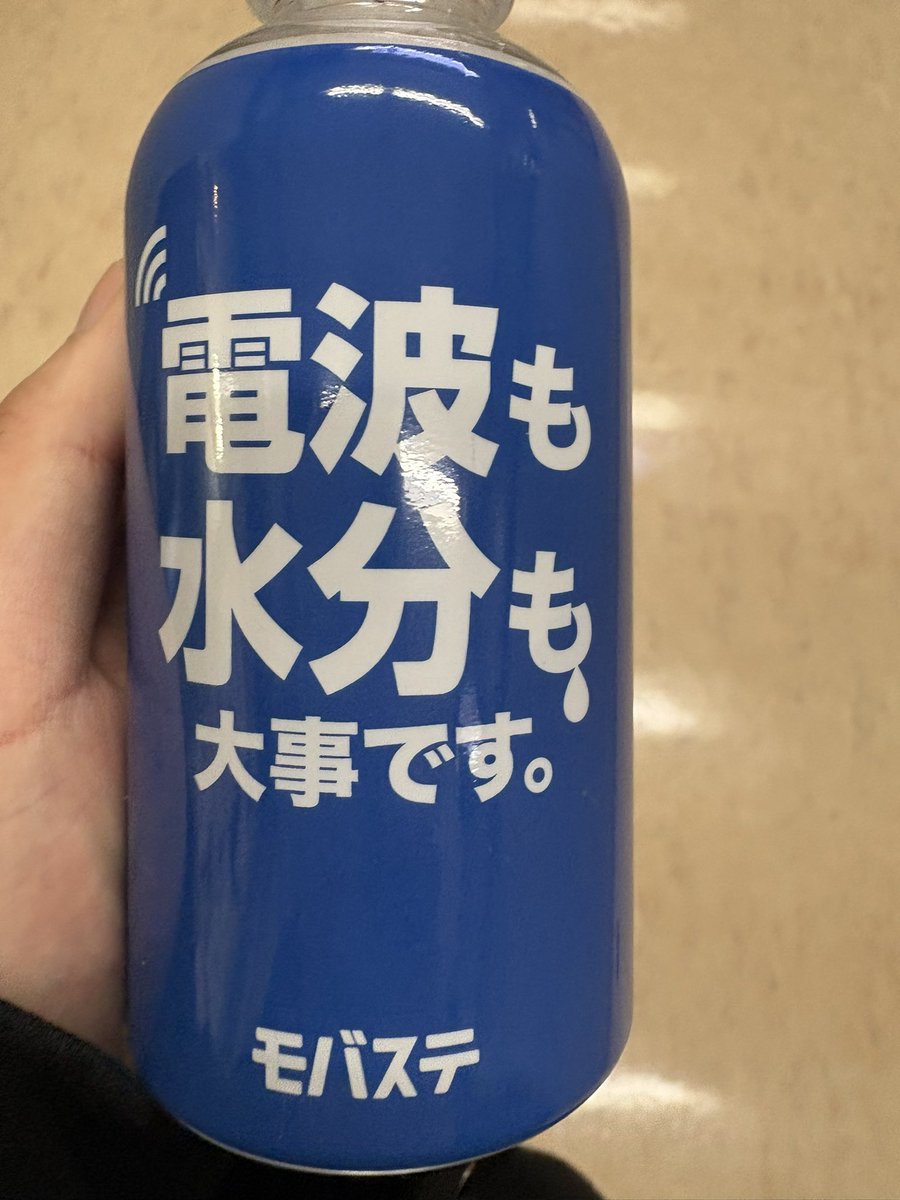 電波も
水分も
大事です。
モバステ